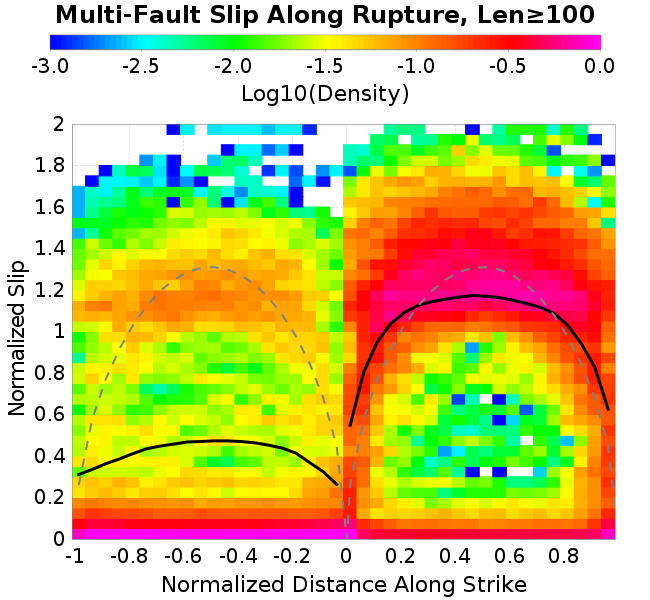 Multi-Fault Slip Along Rupture, Len≥100
-3.0 -2.5 -2.0 -1.5 -1.0 -0.5 0.0
Log10(Density)
2
1.8
1.6
1.4
1.2
1
0.8
0.6
0.4
0.2
0
Normalized Slip
-1 -0.8 -0.6 -0.4 -0.2 0 0.2 0.4 0.6 0.8
Normalized Distance Along Strike